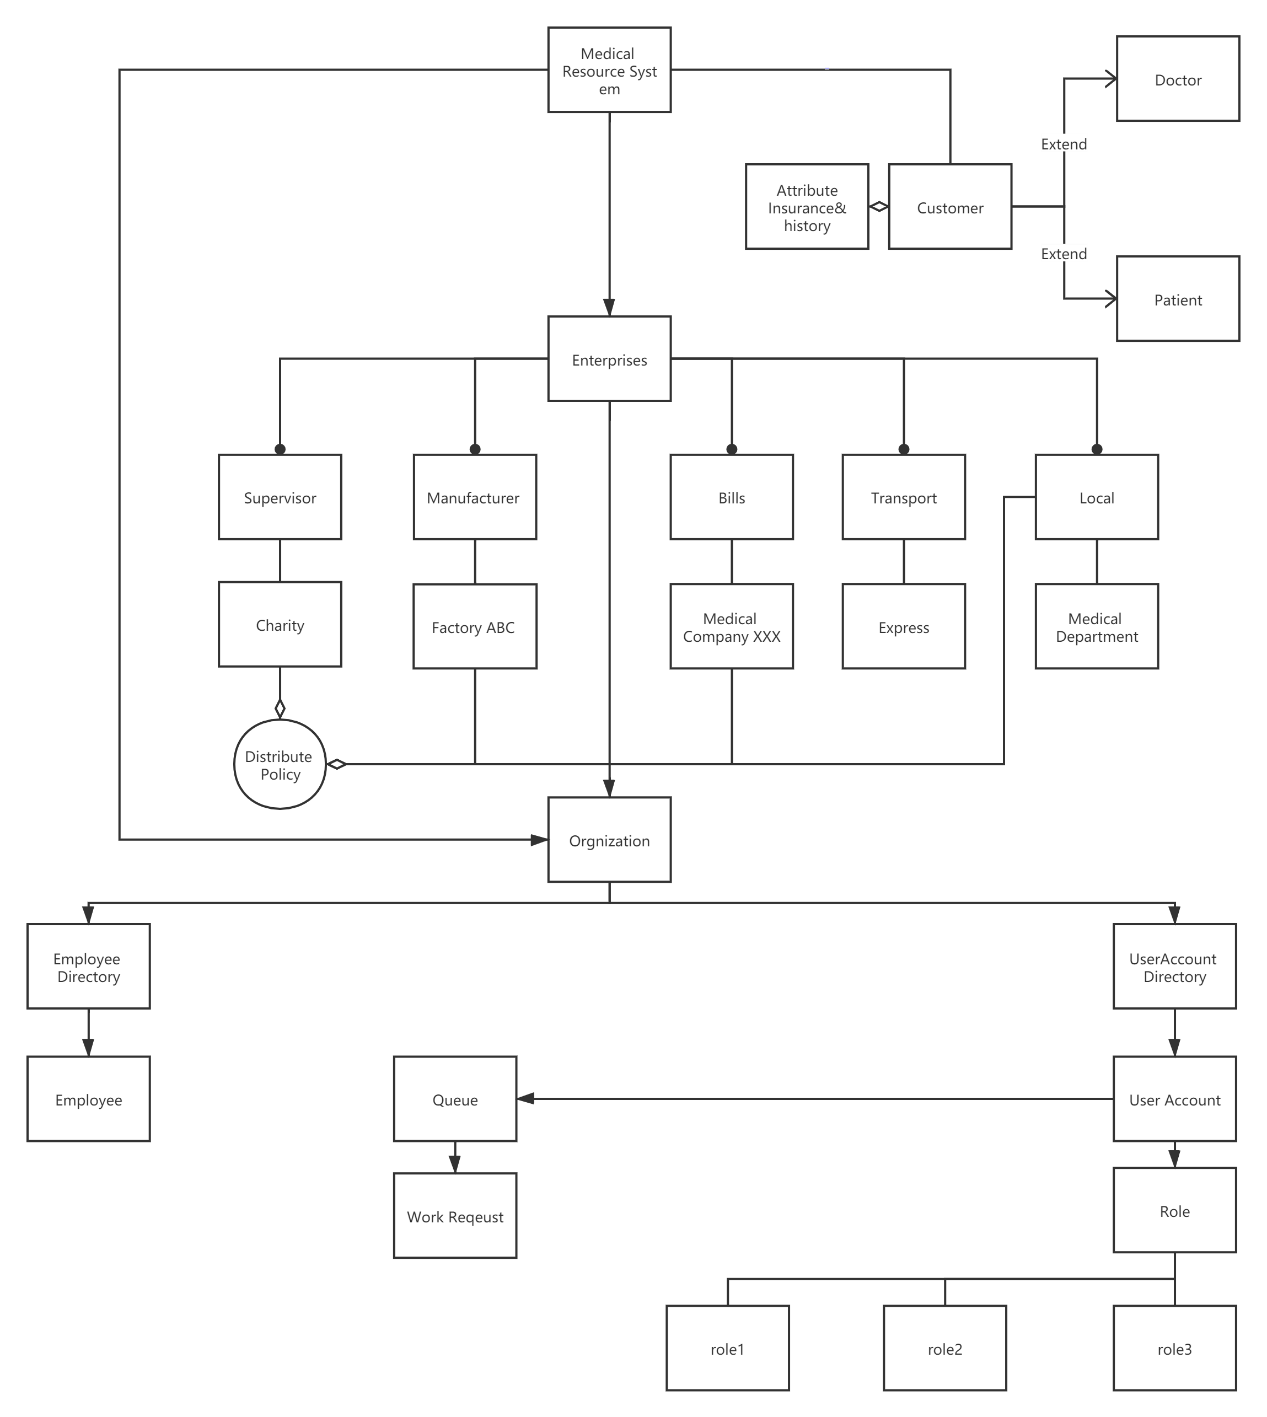 Medical
Resource Syst
em
Doctor
Extend
Attribute
Insurance&
history
Customer
Extend
Patient
Enterprises
Supervisor
Manufacturer
Bills
Transport
Local
Charity
Factory ABC
Medical
Company XXX
Express
Medical
Department
Distribute
Policy
Orgnization
Employee
Directory
UserAccount
Directory
Employee
Queue
User Account
Work Reqeust
Role
role1
role2
role3